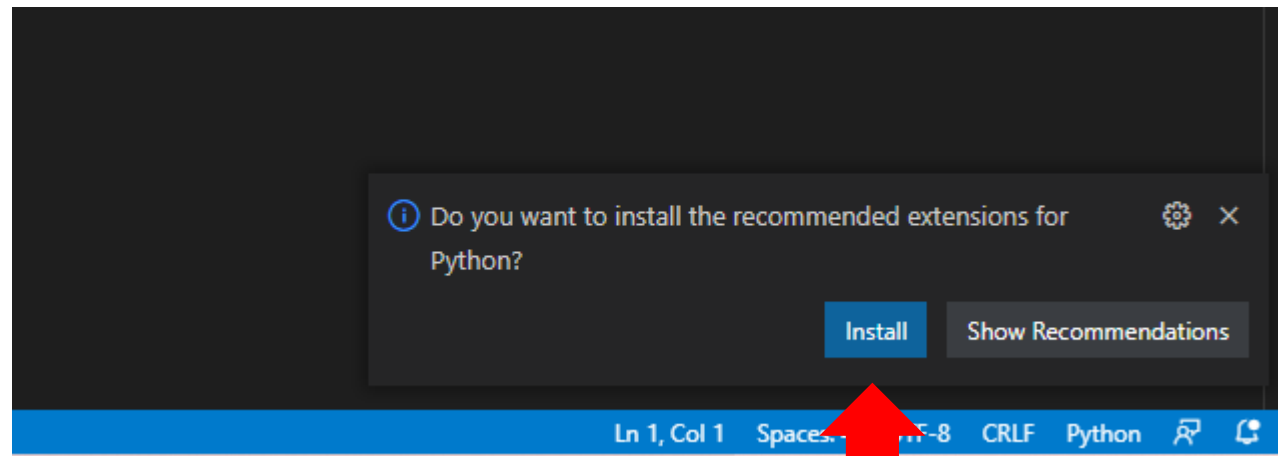 Do you want to install the recommended extensions for
Python?
Install Show Recommendations
Ln 1, Col 1 Spaces: CRLF Python